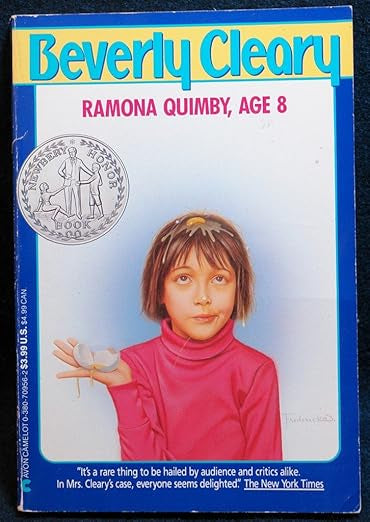 Beverly Cleary
RAMONA QUIMBY, AGE 8
NEWBERY HONOR
BOOK
AVON CAMELOT 0-380-70956-2 $3.99 U.S. $4.99 CAN.
"It's a rare thing to be hailed by audience and critics alike.
In Mrs. Cleary's case, everyone seems delighted." The New York Times